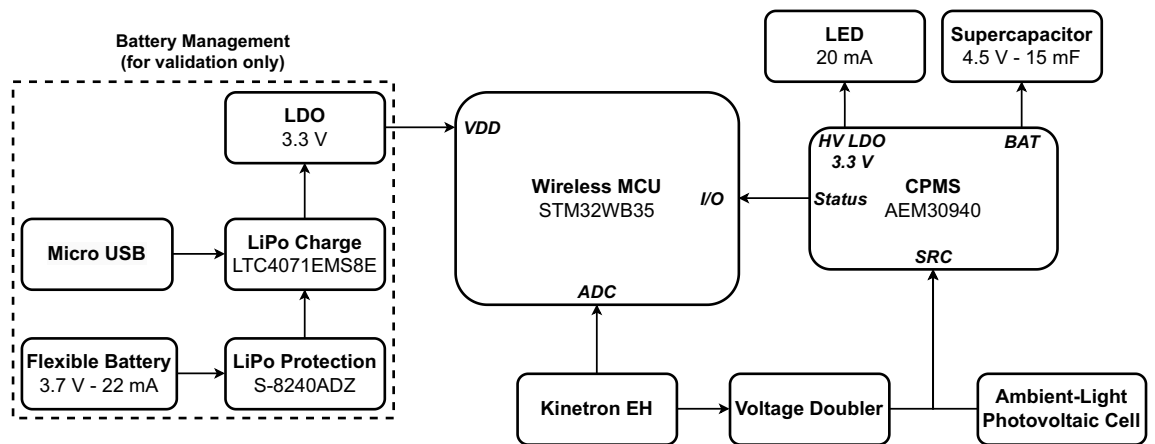 Battery Management
(for validation only)
LDO
3.3 V
Micro USB
LiPo Charge
LTC4071EMS8E
Flexible Battery
3.7 V - 22 mA
LiPo Protection
S-8240ADZ
VDD
Wireless MCU
STM32WB35
I/O
ADC
LED
20 mA
Supercapacitor
4.5 V - 15 mF
HV LDO
3.3 V
BAT
CPMS
AEM30940
Status
SRC
Kinetron EH
Voltage Doubler
Ambient-Light
Photovoltaic Cell